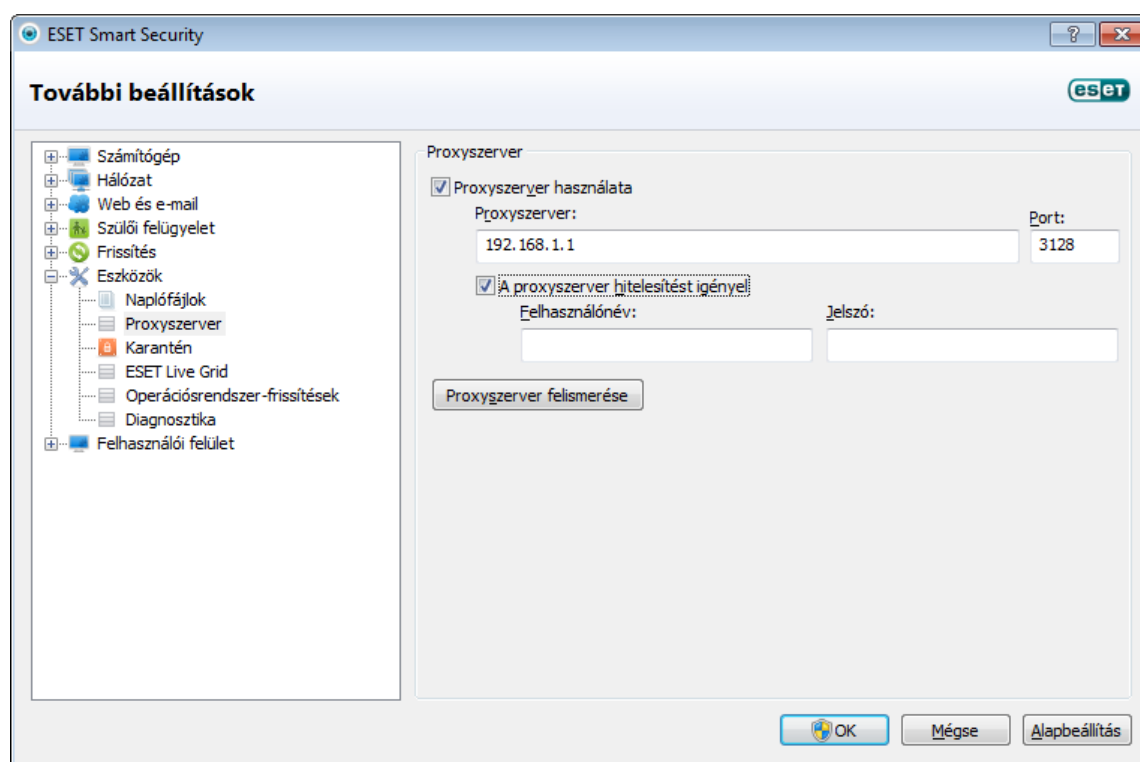 ESET Smart Security
További beállítások
eseт
Számítógép
Hálózat
Web és e-mail
Szülői felügyelet
Frissítés
Eszközök
Naplófájlok
Proxyszerver
Karantén
ESET Live Grid
Operációsrendszer-frissítések
Diagnosztika
Felhasználói felület
Proxyszerver
Proxyszerver használata
Proxyszerver: Port:
192.168.1.1 3128
A proxyszerver hitelesítést igényel
Felhasználónév: Jelszó:
Proxyszerver felismerése
OK Mégse Alapbeállítás